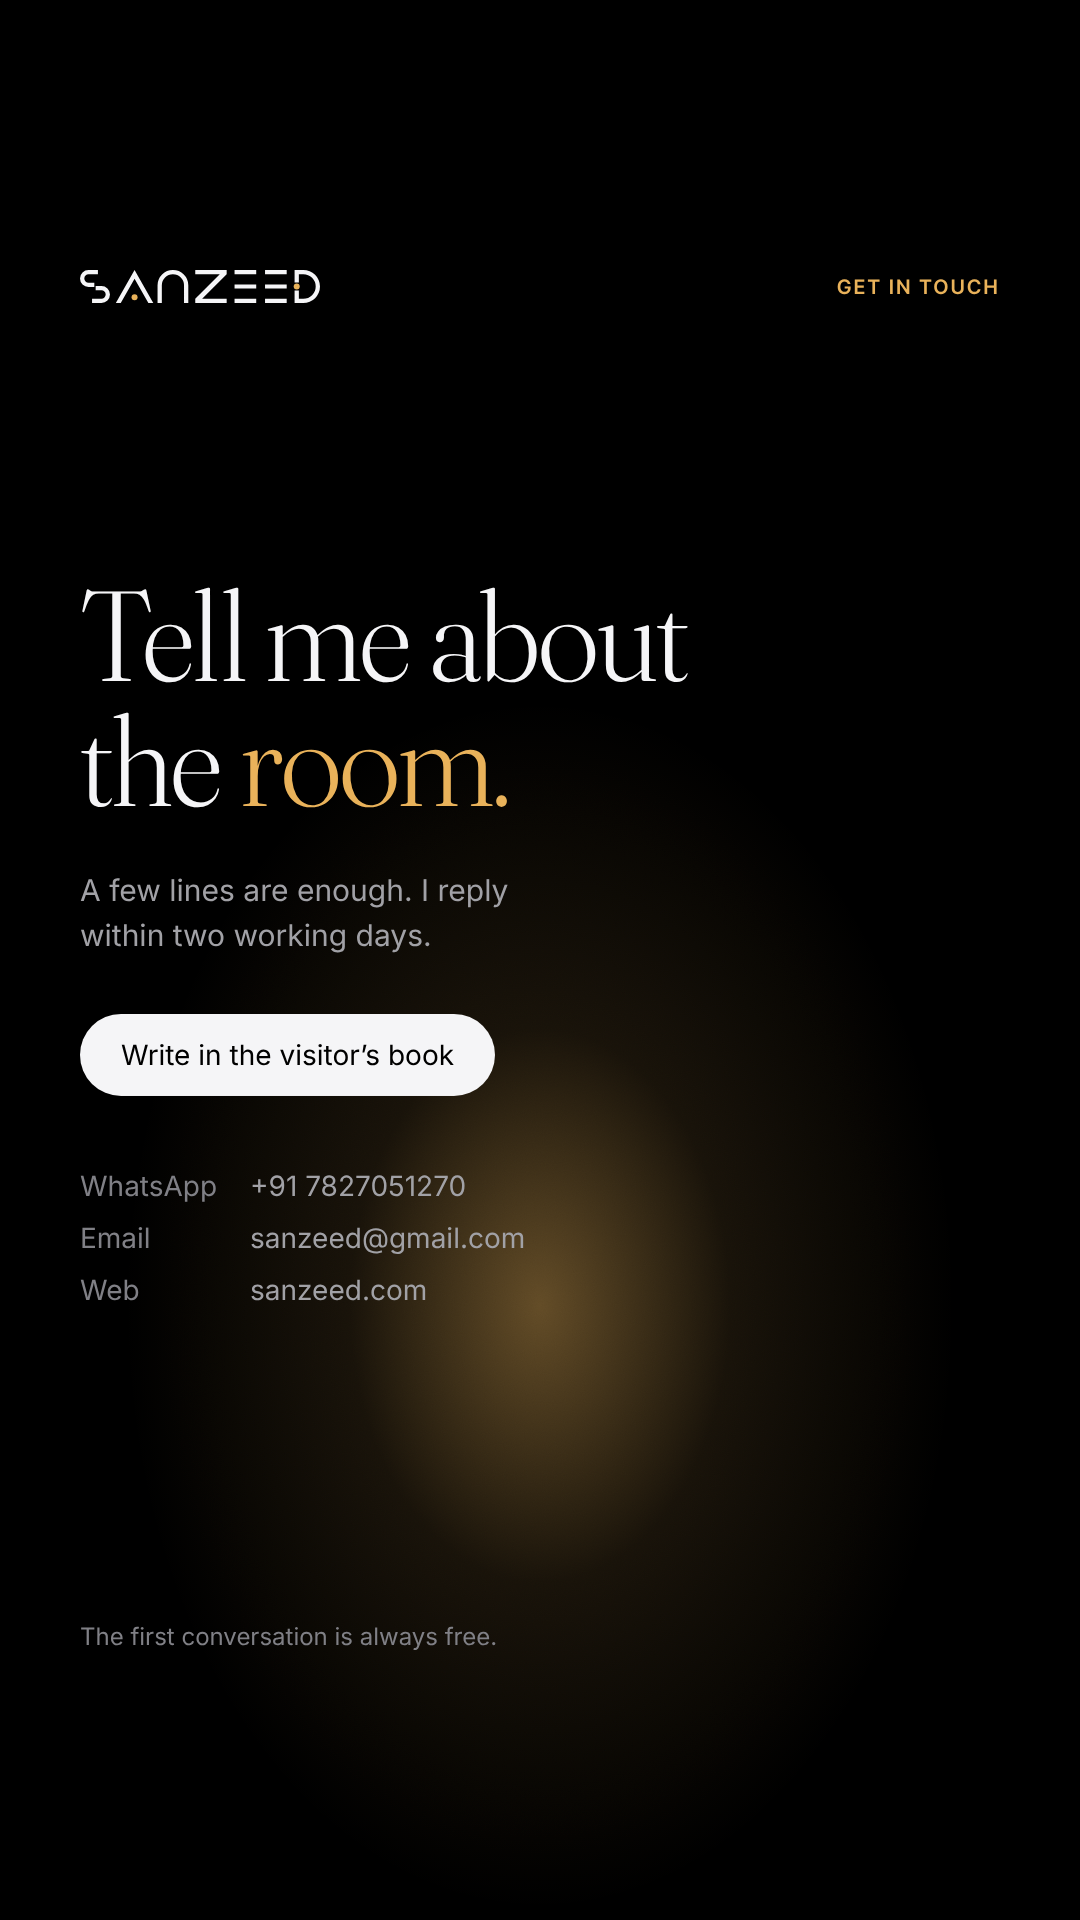 SANZEED
GET IN TOUCH
Tell me about
the room.
A few lines are enough. I reply
within two working days.
Write in the visitor’s book
WhatsApp +91 7827051270
Email sanzeed@gmail.com
Web sanzeed.com
The first conversation is always free.